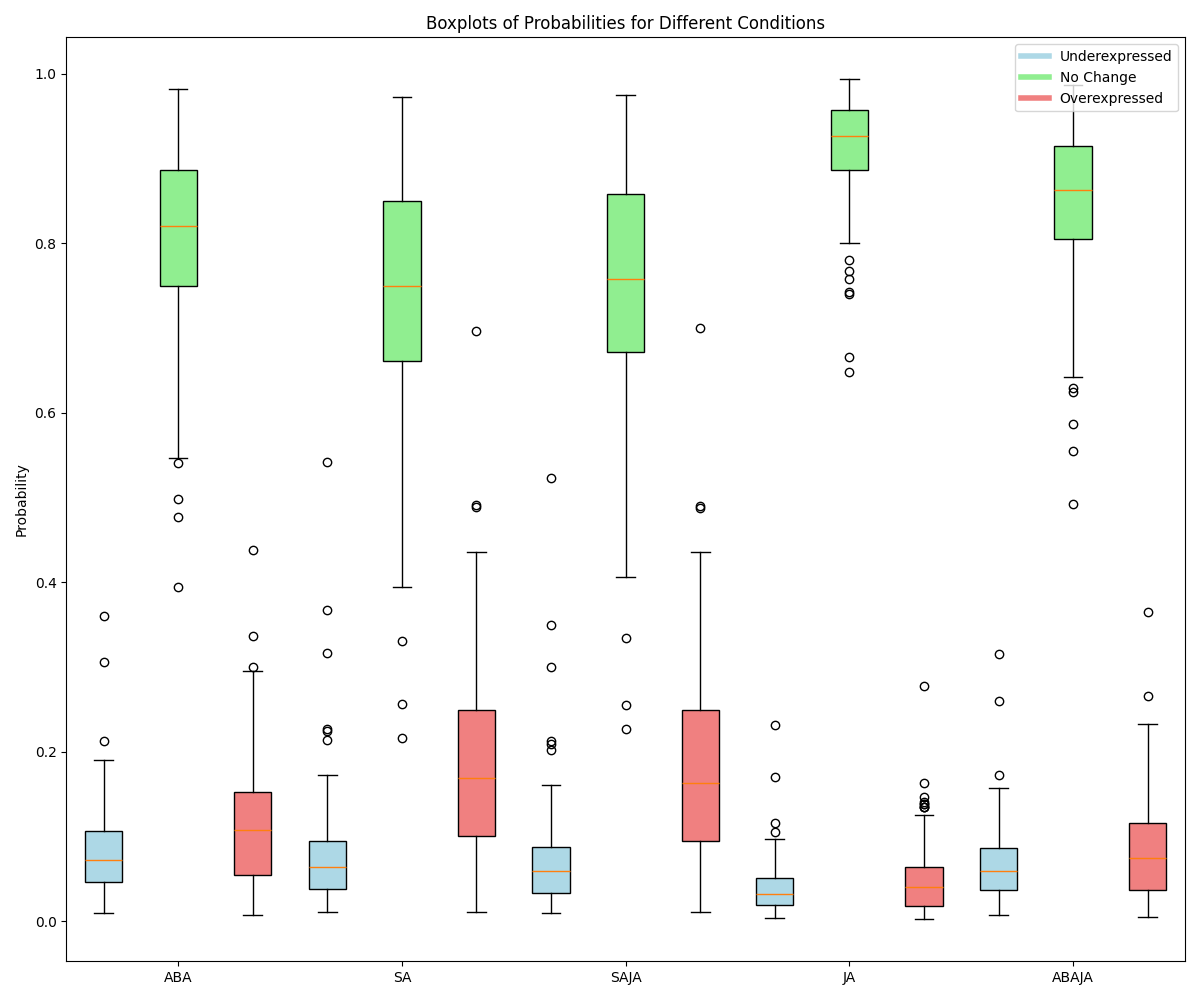 Boxplots of Probabilities for Different Conditions
Underexpressed
No Change
Overexpressed
Probability
1.0
0.8
0.6
0.4
0.2
0.0
ABA
SA
SAJA
JA
ABAJA